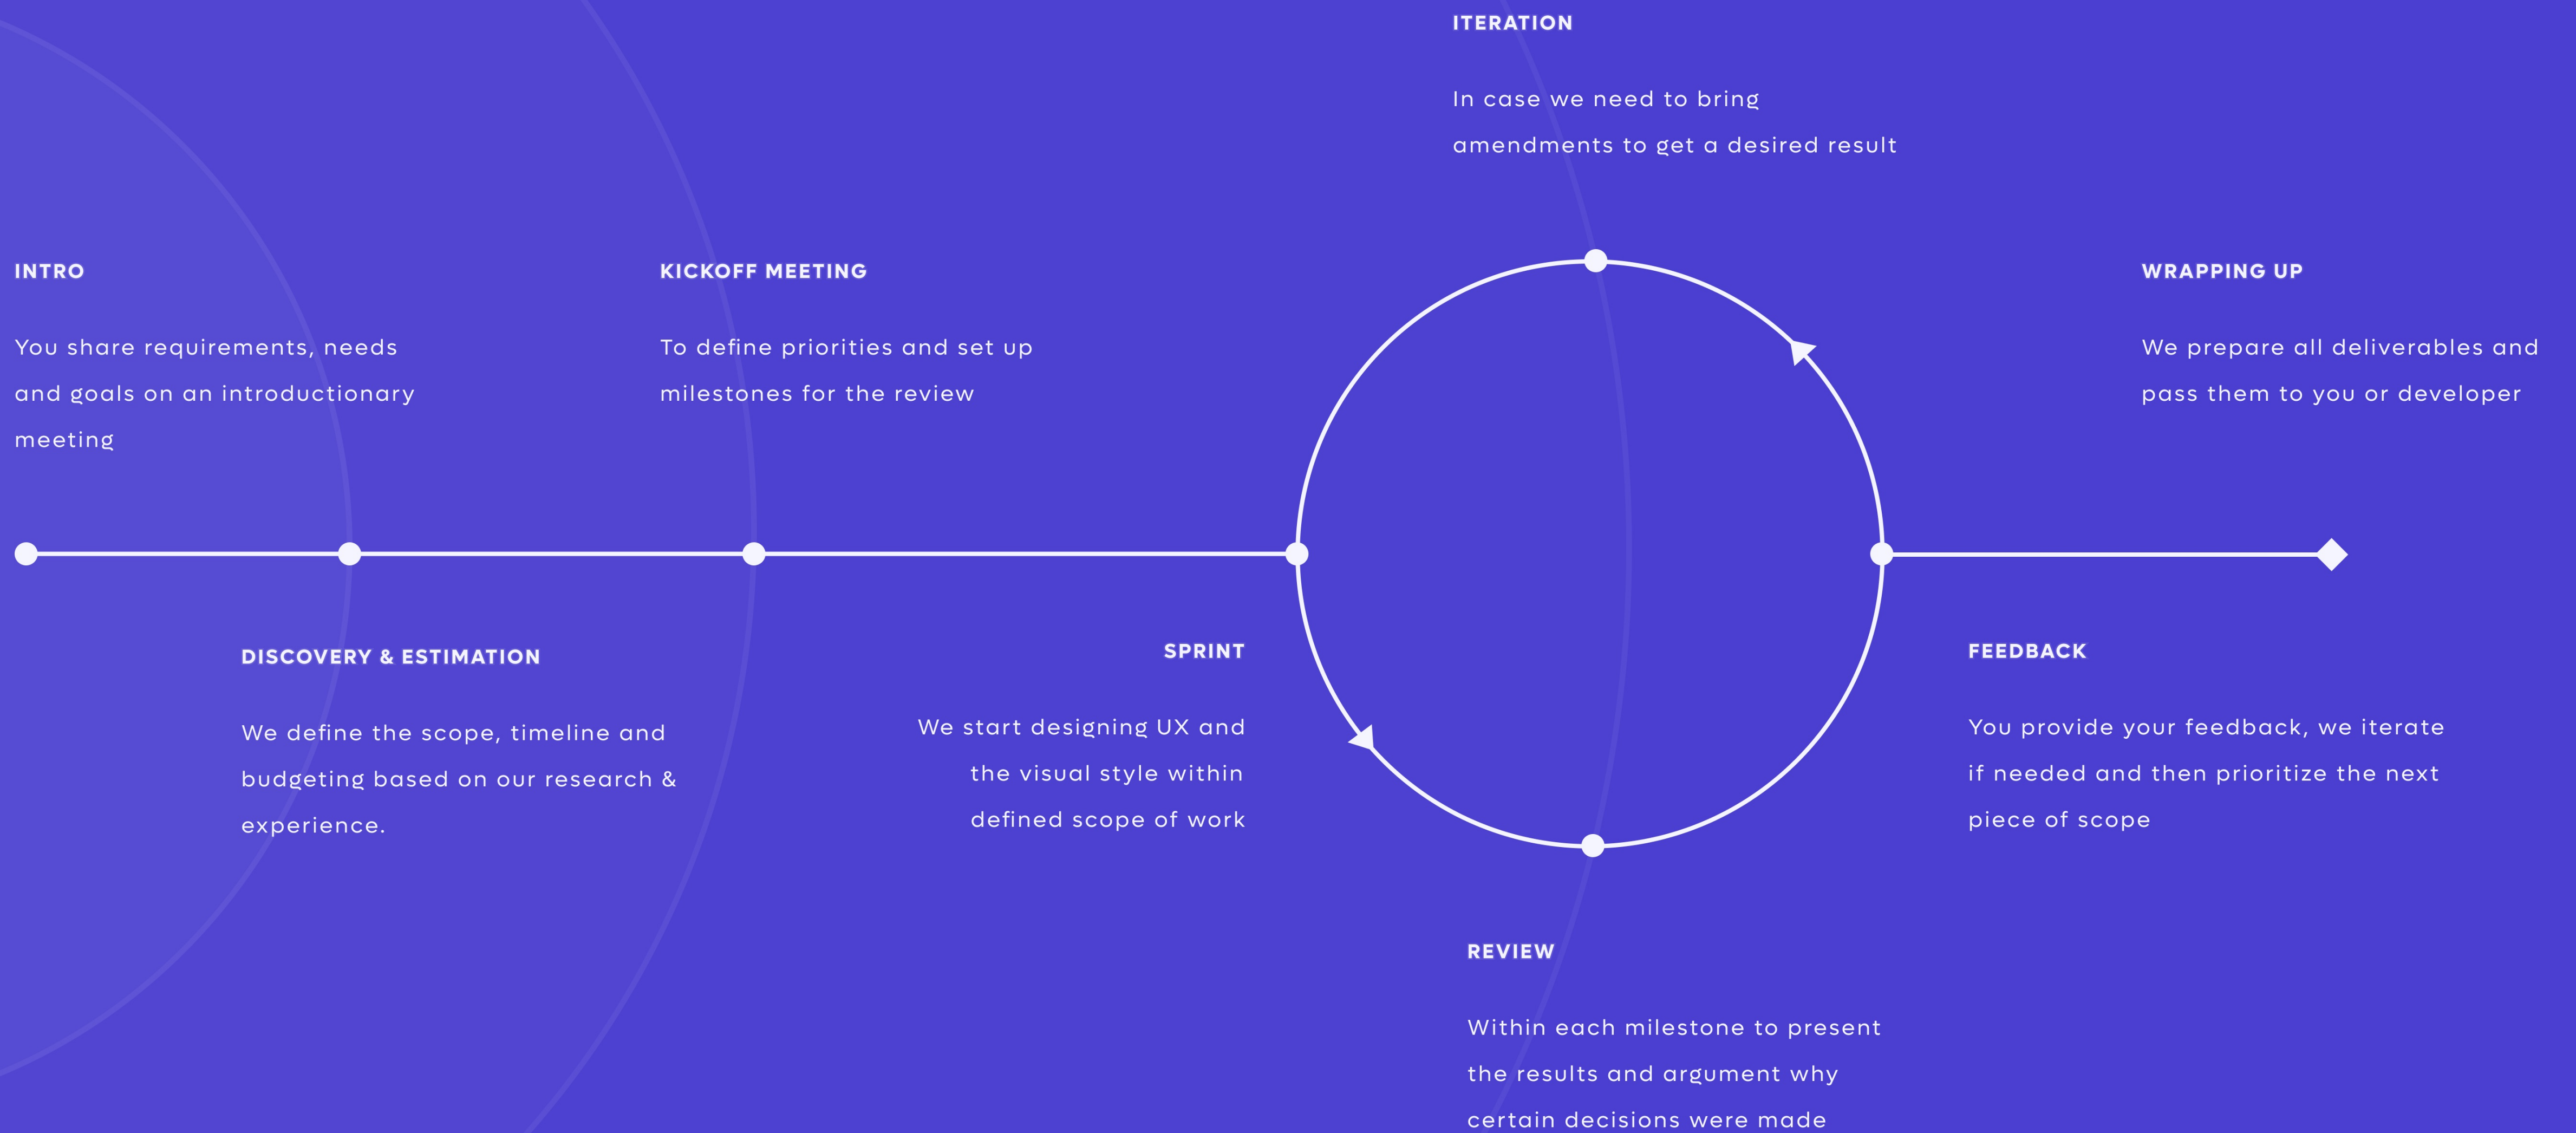 INTRO
You share requirements, needs
and goals on an introductionary
meeting
DISCOVERY & ESTIMATION
We define the scope, timeline and
budgeting based on our research &
experience.
KICKOFF MEETING
To define priorities and set up
milestones for the review
SPRINT
We start designing UX and
the visual style within
defined scope of work
REVIEW
Within each milestone to present
the results and argument why
certain decisions were made
FEEDBACK
You provide your feedback, we iterate
if needed and then prioritize the next
piece of scope
ITERATION
In case we need to bring
amendments to get a desired result
WRAPPING UP
We prepare all deliverables and
pass them to you or developer